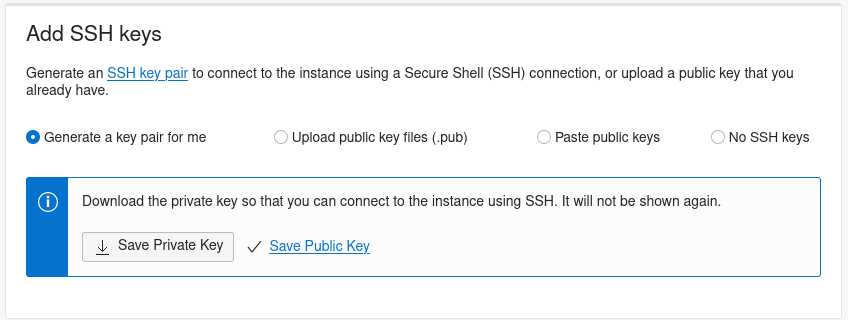 Add SSH keys
Generate an SSH key pair to connect to the instance using a Secure Shell (SSH) connection, or upload a public key that you
already have.
Generate a key pair for me Upload public key files (.pub) Paste public keys No SSH keys
Download the private key so that you can connect to the instance using SSH. It will not be shown again.
Save Private Key Save Public Key